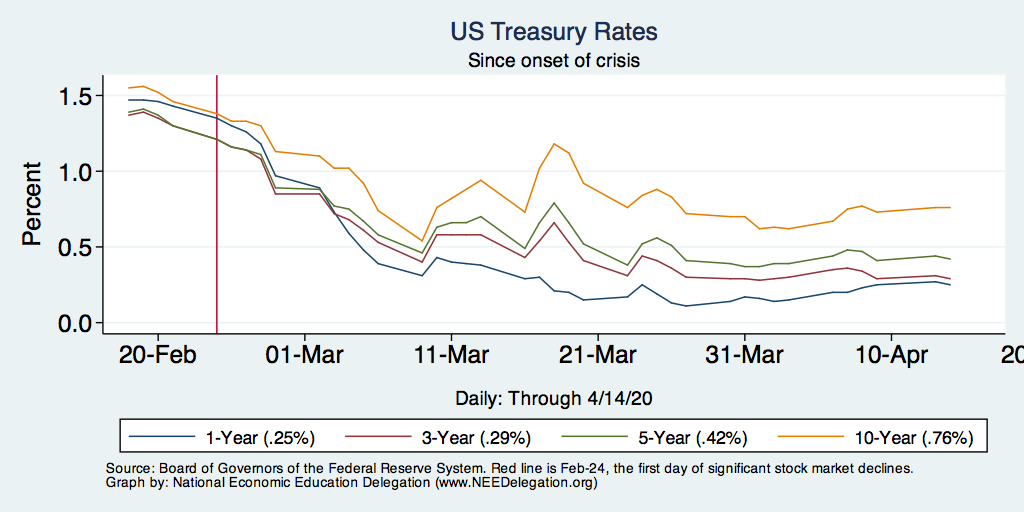 US Treasury Rates
Since onset of crisis
Percent
1.5
1.0
0.5
0.0
20-Feb 01-Mar 11-Mar 21-Mar 31-Mar 10-Apr 20
Daily: Through 4/14/20
1-Year (.25%) 3-Year (.29%) 5-Year (.42%) 10-Year (.76%)
Source: Board of Governors of the Federal Reserve System. Red line is Feb-24, the first day of significant stock market declines.
Graph by: National Economic Education Delegation (www.NEEDelegation.org)